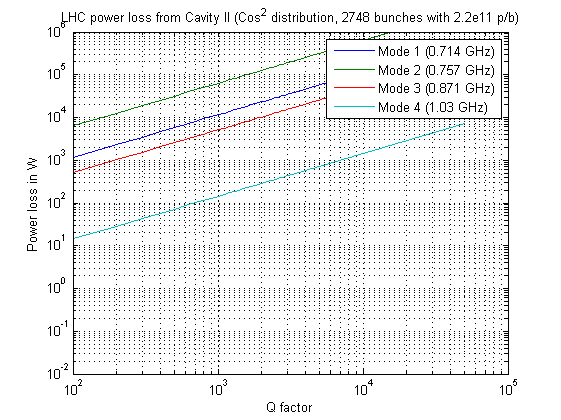 LHC power loss from Cavity II (Cos² distribution, 2748 bunches with 2.2e11 p/b)
10⁶
10⁵
10⁴
10³
10²
10¹
10⁰
10⁻¹
10⁻²
Power loss in W
Mode 1 (0.714 GHz)
Mode 2 (0.757 GHz)
Mode 3 (0.871 GHz)
Mode 4 (1.03 GHz)
10² 10³ 10⁴ 10⁵
Q factor